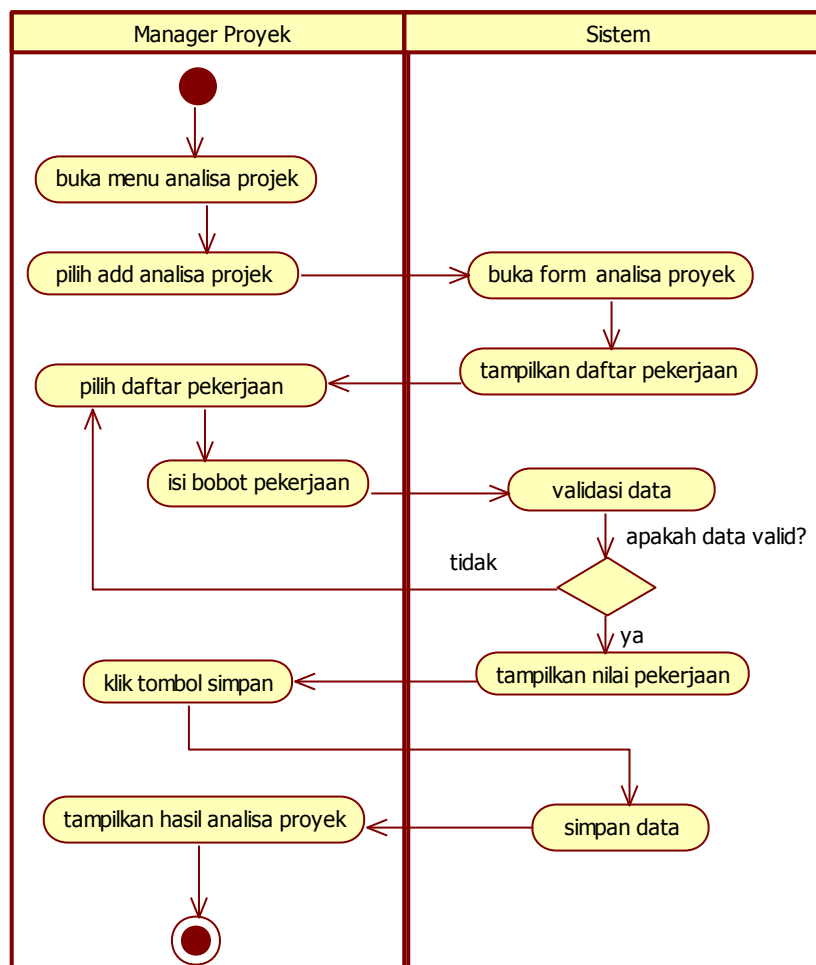 Manager Proyek
Sistem
buka menu analisa projek
pilih add analisa projek
buka form analisa proyek
tampilkan daftar pekerjaan
pilih daftar pekerjaan
isi bobot pekerjaan
validasi data
apakah data valid?
tidak
ya
tampilkan nilai pekerjaan
klik tombol simpan
simpan data
tampilkan hasil analisa proyek